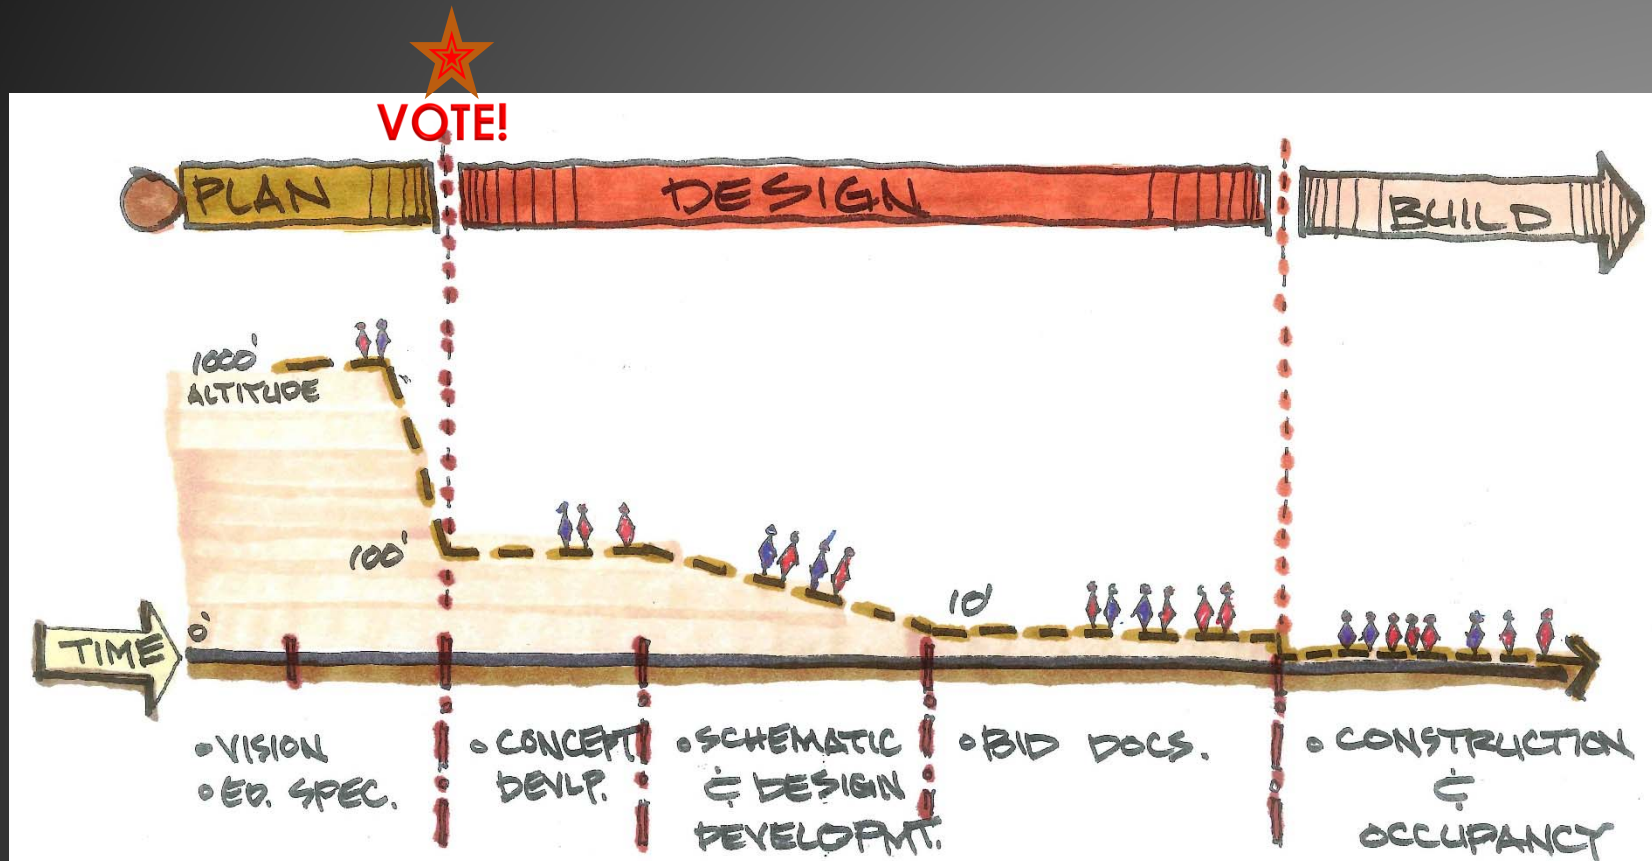 VOTE!
PLAN
DESIGN
BUILD
1000'
ALTITUDE
100'
10'
0'
TIME
• VISION
• ED. SPEC.
• CONCEPT
DEVLP.
• SCHEMATIC
& DESIGN
DEVELOPMT.
• BID DOCS.
• CONSTRUCTION
&
OCCUPANCY